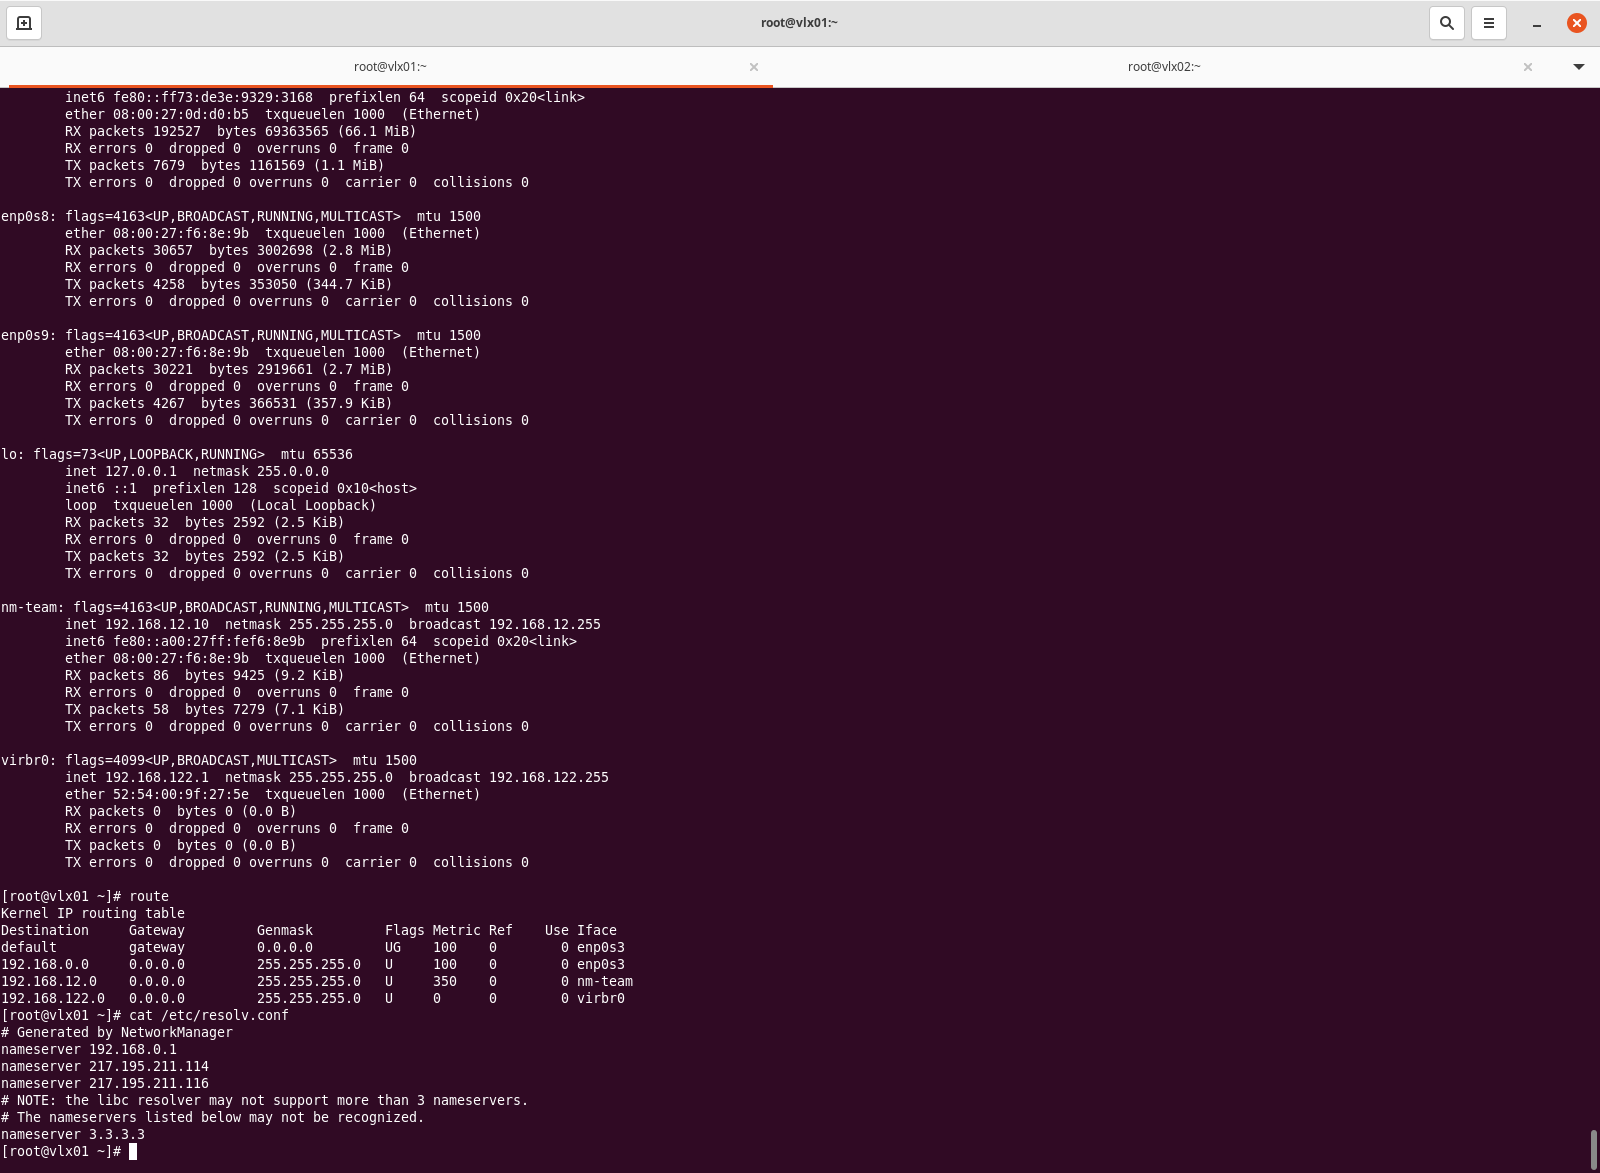 root@vlx01:~
root@vlx01:~
root@vlx02:~
inet6 fe80::ff73:de3e:9329:3168  prefixlen 64  scopeid 0x20<link>
ether 08:00:27:0d:d0:b5  txqueuelen 1000  (Ethernet)
RX packets 192527  bytes 69363565 (66.1 MiB)
RX errors 0  dropped 0  overruns 0  frame 0
TX packets 7679  bytes 1161569 (1.1 MiB)
TX errors 0  dropped 0 overruns 0  carrier 0  collisions 0
enp0s8: flags=4163<UP,BROADCAST,RUNNING,MULTICAST>  mtu 1500
ether 08:00:27:f6:8e:9b  txqueuelen 1000  (Ethernet)
RX packets 30657  bytes 3002698 (2.8 MiB)
RX errors 0  dropped 0  overruns 0  frame 0
TX packets 4258  bytes 353050 (344.7 KiB)
TX errors 0  dropped 0 overruns 0  carrier 0  collisions 0
enp0s9: flags=4163<UP,BROADCAST,RUNNING,MULTICAST>  mtu 1500
ether 08:00:27:f6:8e:9b  txqueuelen 1000  (Ethernet)
RX packets 30221  bytes 2919661 (2.7 MiB)
RX errors 0  dropped 0  overruns 0  frame 0
TX packets 4267  bytes 366531 (357.9 KiB)
TX errors 0  dropped 0 overruns 0  carrier 0  collisions 0
lo: flags=73<UP,LOOPBACK,RUNNING>  mtu 65536
inet 127.0.0.1  netmask 255.0.0.0
inet6 ::1  prefixlen 128  scopeid 0x10<host>
loop  txqueuelen 1000  (Local Loopback)
RX packets 32  bytes 2592 (2.5 KiB)
RX errors 0  dropped 0  overruns 0  frame 0
TX packets 32  bytes 2592 (2.5 KiB)
TX errors 0  dropped 0 overruns 0  carrier 0  collisions 0
nm-team: flags=4163<UP,BROADCAST,RUNNING,MULTICAST>  mtu 1500
inet 192.168.12.10  netmask 255.255.255.0  broadcast 192.168.12.255
inet6 fe80::a00:27ff:fef6:8e9b  prefixlen 64  scopeid 0x20<link>
ether 08:00:27:f6:8e:9b  txqueuelen 1000  (Ethernet)
RX packets 86  bytes 9425 (9.2 KiB)
RX errors 0  dropped 0  overruns 0  frame 0
TX packets 58  bytes 7279 (7.1 KiB)
TX errors 0  dropped 0 overruns 0  carrier 0  collisions 0
virbr0: flags=4099<UP,BROADCAST,MULTICAST>  mtu 1500
inet 192.168.122.1  netmask 255.255.255.0  broadcast 192.168.122.255
ether 52:54:00:9f:27:5e  txqueuelen 1000  (Ethernet)
RX packets 0  bytes 0 (0.0 B)
RX errors 0  dropped 0  overruns 0  frame 0
TX packets 0  bytes 0 (0.0 B)
TX errors 0  dropped 0 overruns 0  carrier 0  collisions 0
[root@vlx01 ~]# route
Kernel IP routing table
Destination     Gateway         Genmask         Flags Metric Ref    Use Iface
default         gateway         0.0.0.0         UG    100    0        0 enp0s3
192.168.0.0     0.0.0.0         255.255.255.0   U     100    0        0 enp0s3
192.168.12.0    0.0.0.0         255.255.255.0   U     350    0        0 nm-team
192.168.122.0   0.0.0.0         255.255.255.0   U     0      0        0 virbr0
[root@vlx01 ~]# cat /etc/resolv.conf
# Generated by NetworkManager
nameserver 192.168.0.1
nameserver 217.195.211.114
nameserver 217.195.211.116
# NOTE: the libc resolver may not support more than 3 nameservers.
# The nameservers listed below may not be recognized.
nameserver 3.3.3.3
[root@vlx01 ~]#